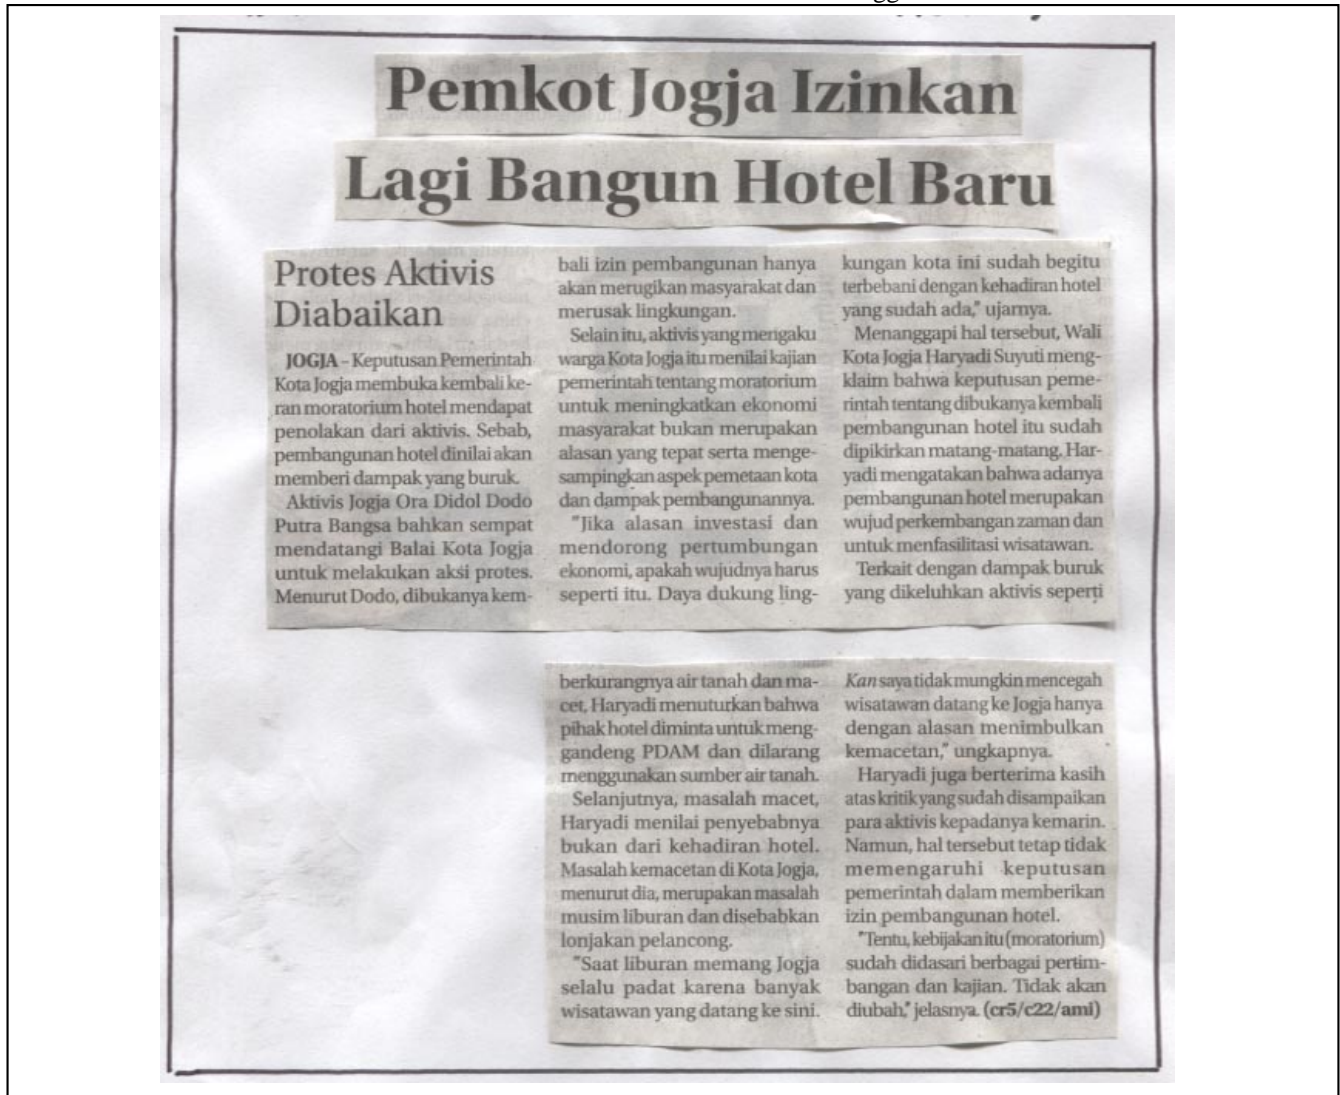 Pemkot Jogja Izinkan
Lagi Bangun Hotel Baru
Protes Aktivis
Diabaikan
JOGJA – Keputusan Pemerintah
Kota Jogja membuka kembali ke-
ran moratorium hotel mendapat
penolakan dari aktivis. Sebab,
pembangunan hotel dinilai akan
memberi dampak yang buruk.
Aktivis Jogja Ora Didol Dodo
Putra Bangsa bahkan sempat
mendatangi Balai Kota Jogja
untuk melakukan aksi protes.
Menurut Dodo, dibukanya kem-
bali izin pembangunan hanya
akan merugikan masyarakat dan
merusak lingkungan.
Selain itu, aktivis yang mengaku
warga Kota Jogja itu menilai kajian
pemerintah tentang moratorium
untuk meningkatkan ekonomi
masyarakat bukan merupakan
alasan yang tepat serta menge-
sampingkan aspek pemetaan kota
dan dampak pembangunannya.
"Jika alasan investasi dan
mendorong pertumbungan
ekonomi, apakah wujudnya harus
seperti itu. Daya dukung ling-
kungan kota ini sudah begitu
terbebani dengan kehadiran hotel
yang sudah ada," ujarnya.
Menanggapi hal tersebut, Wali
Kota Jogja Haryadi Suyuti meng-
klaim bahwa keputusan peme-
rintah tentang dibukanya kembali
pembangunan hotel itu sudah
dipikirkan matang-matang. Har-
yadi mengatakan bahwa adanya
pembangunan hotel merupakan
wujud perkembangan zaman dan
untuk menfasilitasi wisatawan.
Terkait dengan dampak buruk
yang dikeluhkan aktivis seperti
berkurangnya air tanah dan ma-
cet, Haryadi menuturkan bahwa
pihak hotel diminta untuk meng-
gandeng PDAM dan dilarang
menggunakan sumber air tanah.
Selanjutnya, masalah macet,
Haryadi menilai penyebabnya
bukan dari kehadiran hotel.
Masalah kemacetan di Kota Jogja,
menurut dia, merupakan masalah
musim liburan dan disebabkan
lonjakan pelancong.
"Saat liburan memang Jogja
selalu padat karena banyak
wisatawan yang datang ke sini.
Kan saya tidak mungkin mencegah
wisatawan datang ke Jogja hanya
dengan alasan menimbulkan
kemacetan," ungkapnya.
Haryadi juga berterima kasih
atas kritik yang sudah disampaikan
para aktivis kepadanya kemarin.
Namun, hal tersebut tetap tidak
memengaruhi keputusan
pemerintah dalam memberikan
izin pembangunan hotel.
"Tentu, kebijakan itu (moratorium)
sudah didasari berbagai pertim-
bangan dan kajian. Tidak akan
diubah," jelasnya. (cr5/c22/ami)